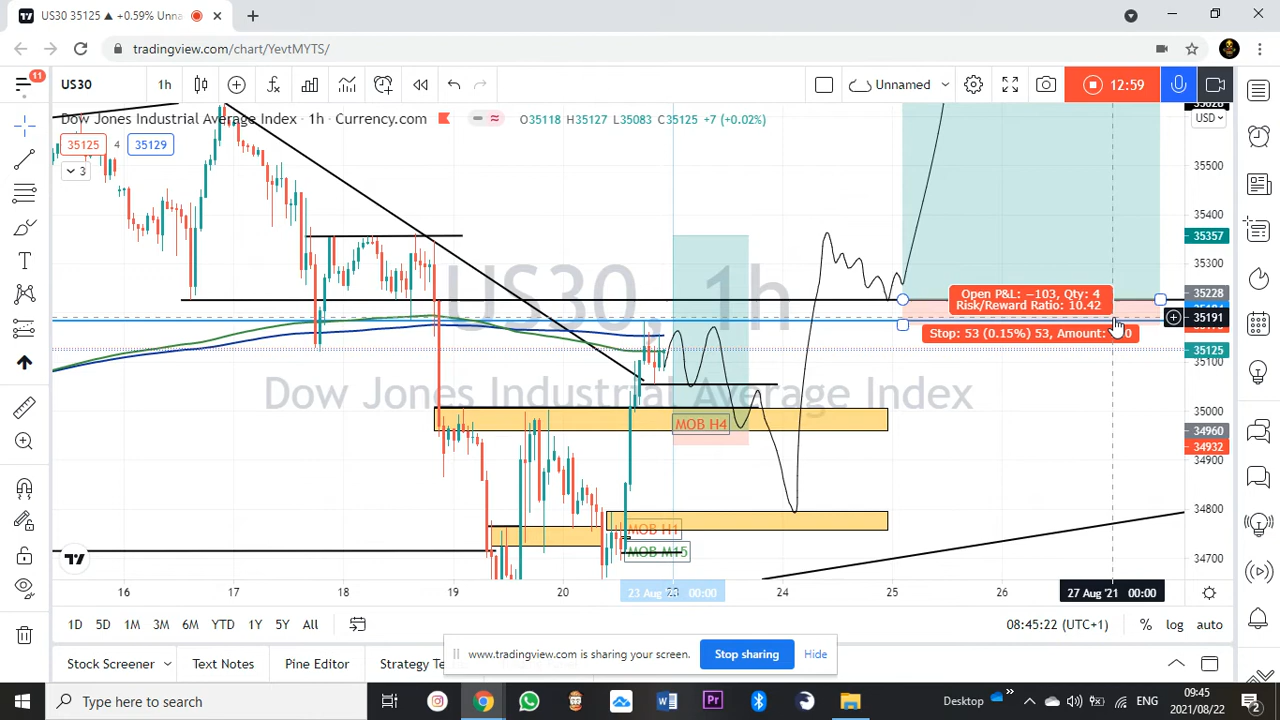 US30 35125 ▲ +0.59% Unna
tradingview.com/chart/YevtMYTS/
11
US30
1h
Unnamed
12:59
Dow Jones Industrial Average Index · 1h · Currency.com
O35118 H35127 L35083 C35125 +7 (+0.02%)
USD
35125 4 35129
3
35500
35400
35357
35300
35228
35191
35125
35100
35000
34960
34932
34900
34800
34700
US30, 1h
Dow Jones Industrial Average Index
Open P&L: −103, Qty: 4
Risk/Reward Ratio: 10.42
Stop: 53 (0.15%) 53, Amount:
MOB H4
MOB H1
MOB M15
16 17 18 19 20 23 24 25 26
23 Aug '21 00:00
27 Aug '21 00:00
1D 5D 1M 3M 6M YTD 1Y 5Y All
08:45:22 (UTC+1)
% log auto
www.tradingview.com is sharing your screen.
Stop sharing
Hide
Stock Screener
Text Notes
Pine Editor
Strategy
Type here to search
Desktop
ENG
09:45
2021/08/22
2